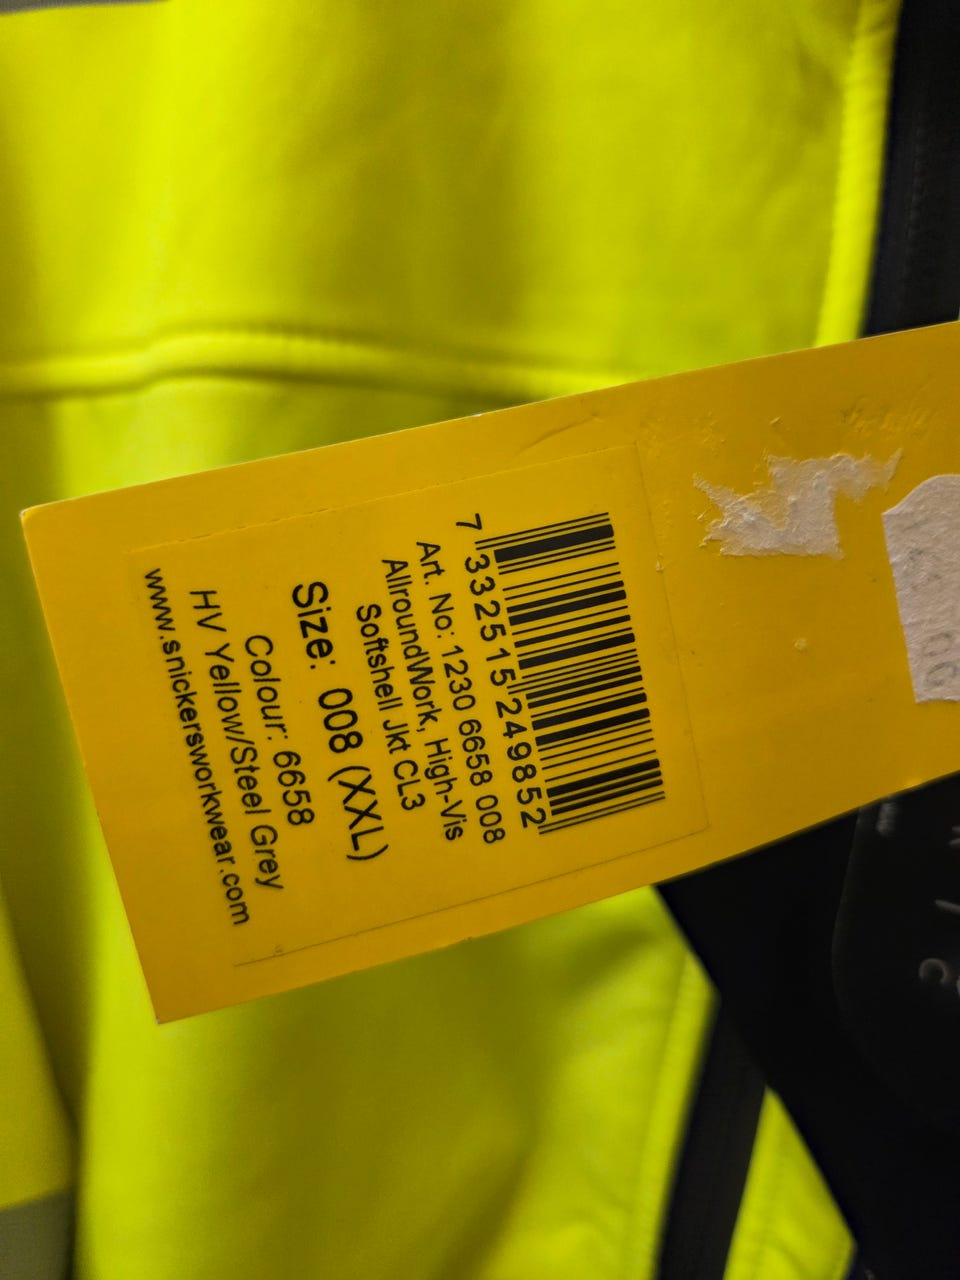 7 332515 249852
Art. No: 1230 6658 008
AllroundWork, High-Vis
Softshell Jkt CL3
Size: 008 (XXL)
Colour: 6658
HV Yellow/Steel Grey
www.snickersworkwear.com